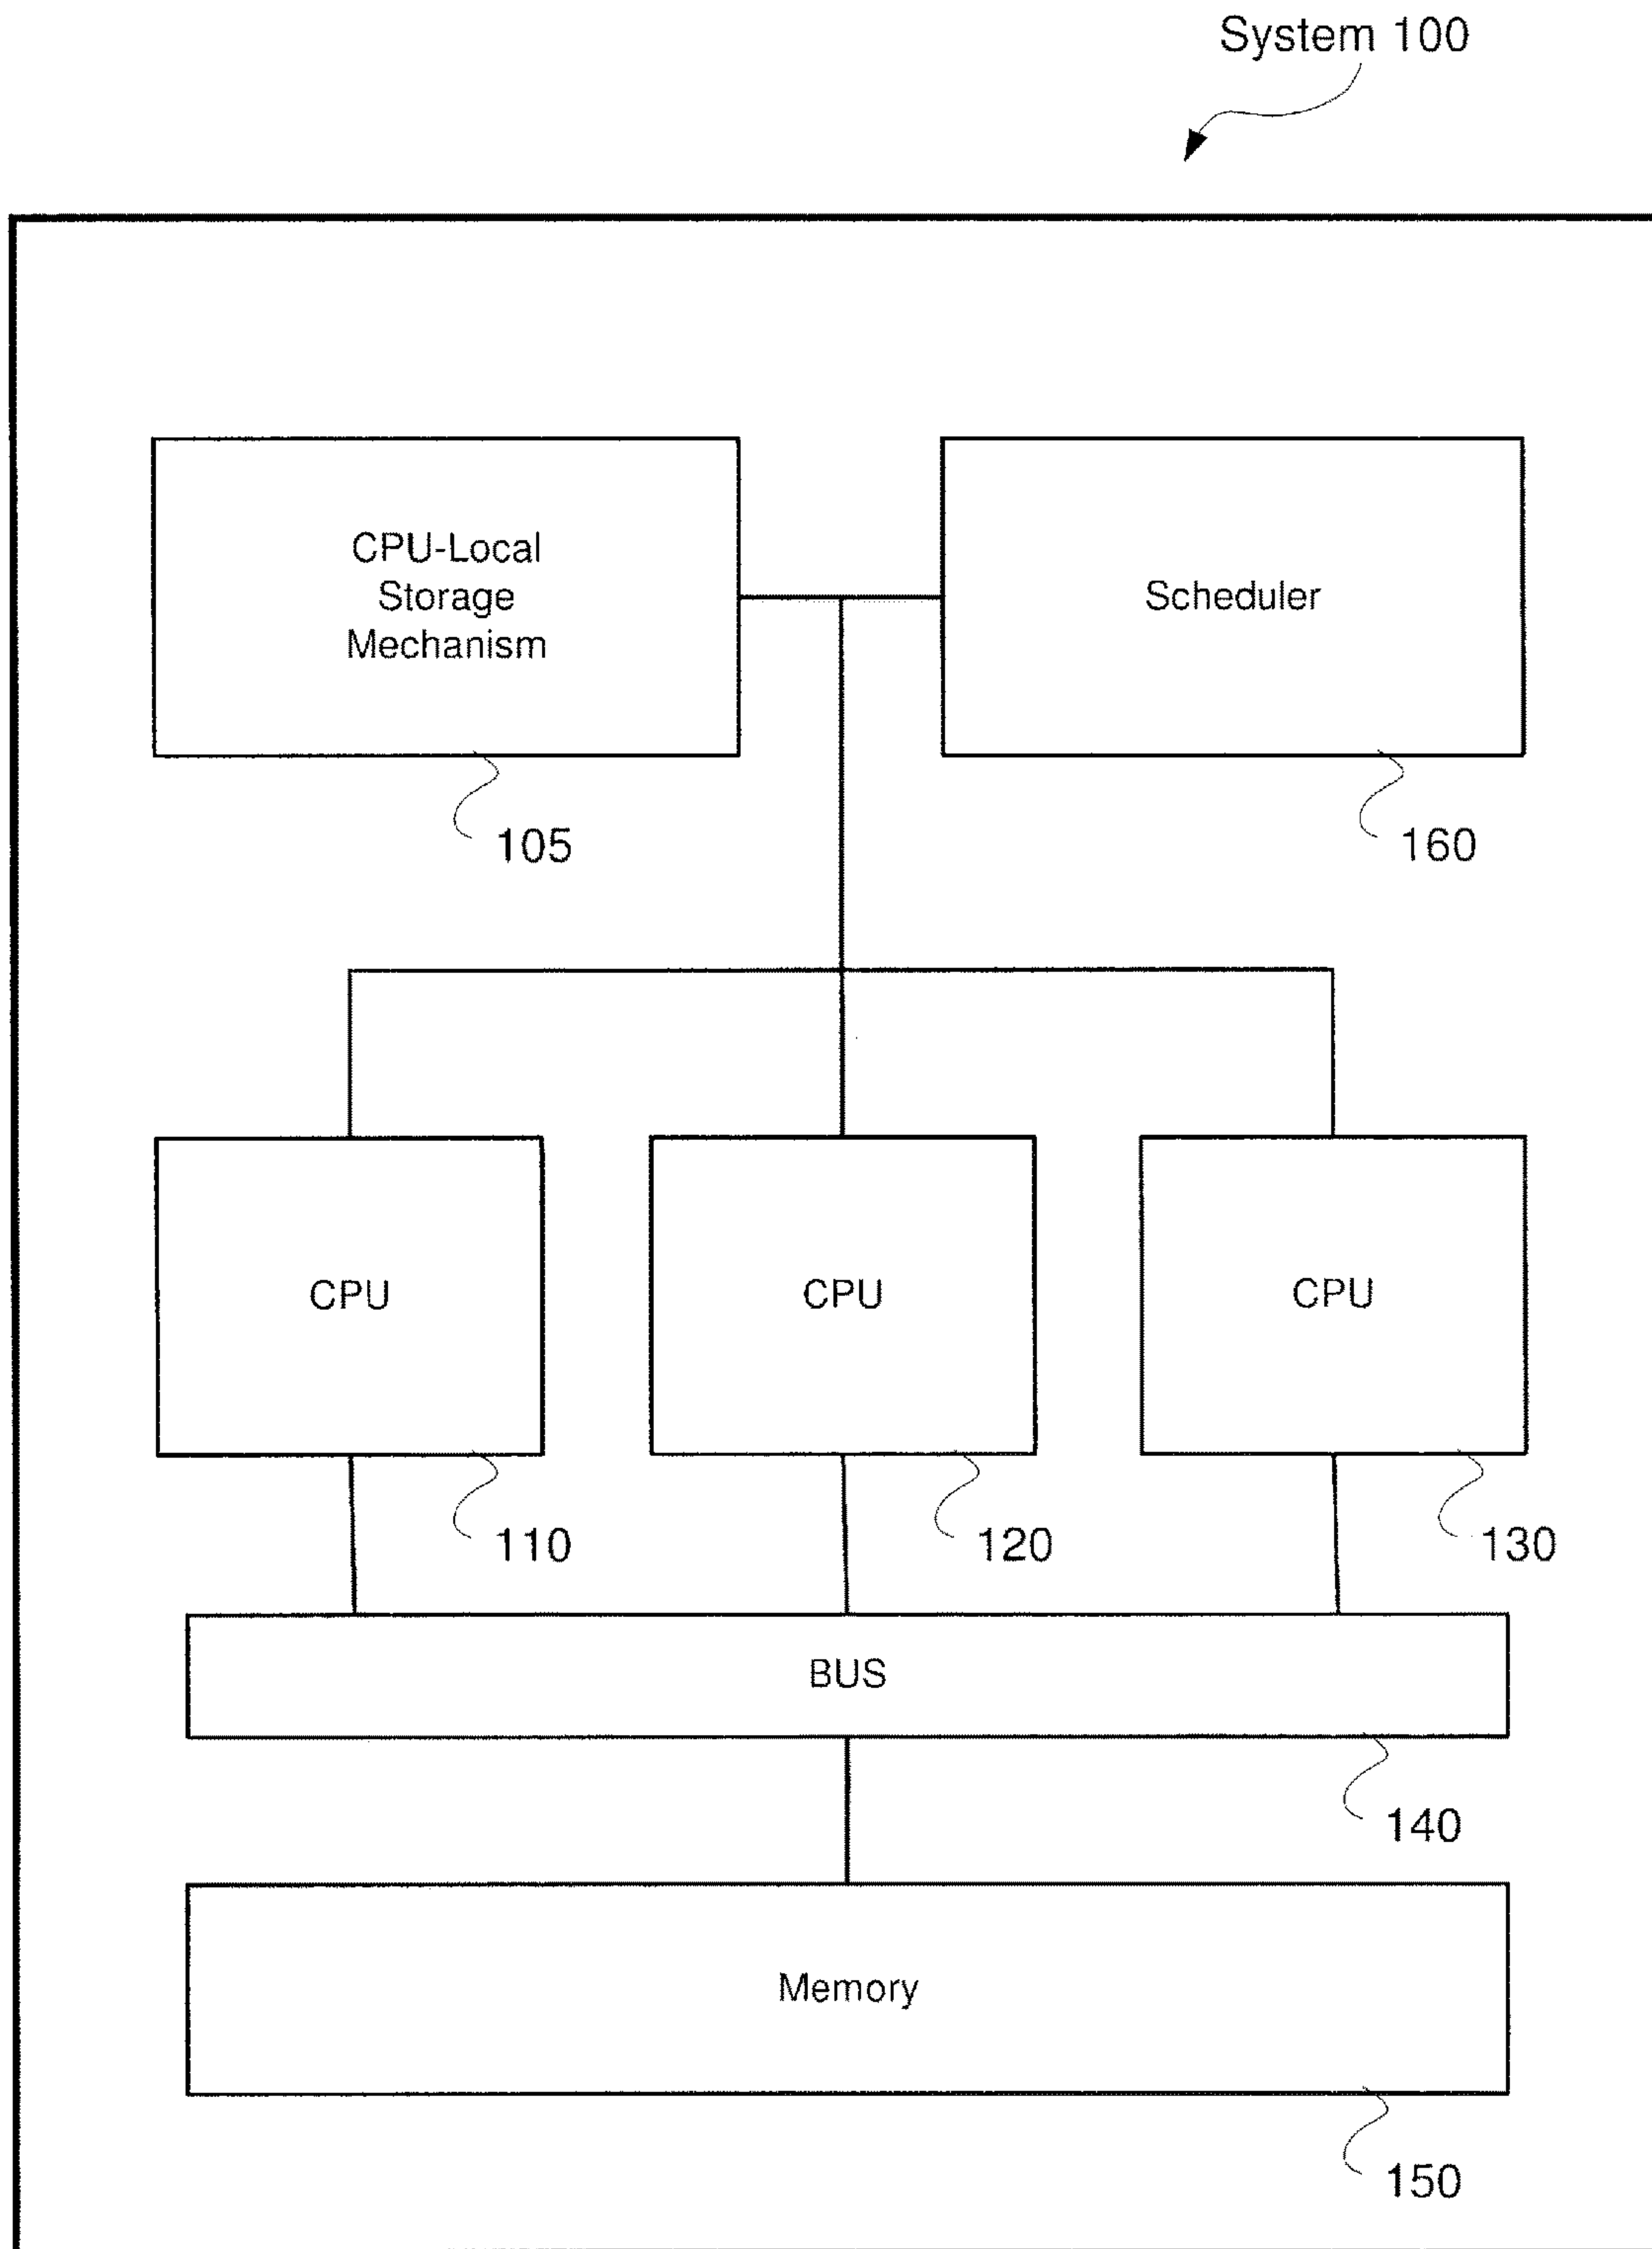 System 100
CPU-Local
Storage
Mechanism
Scheduler
105
160
CPU
CPU
CPU
110
120
130
BUS
140
Memory
150